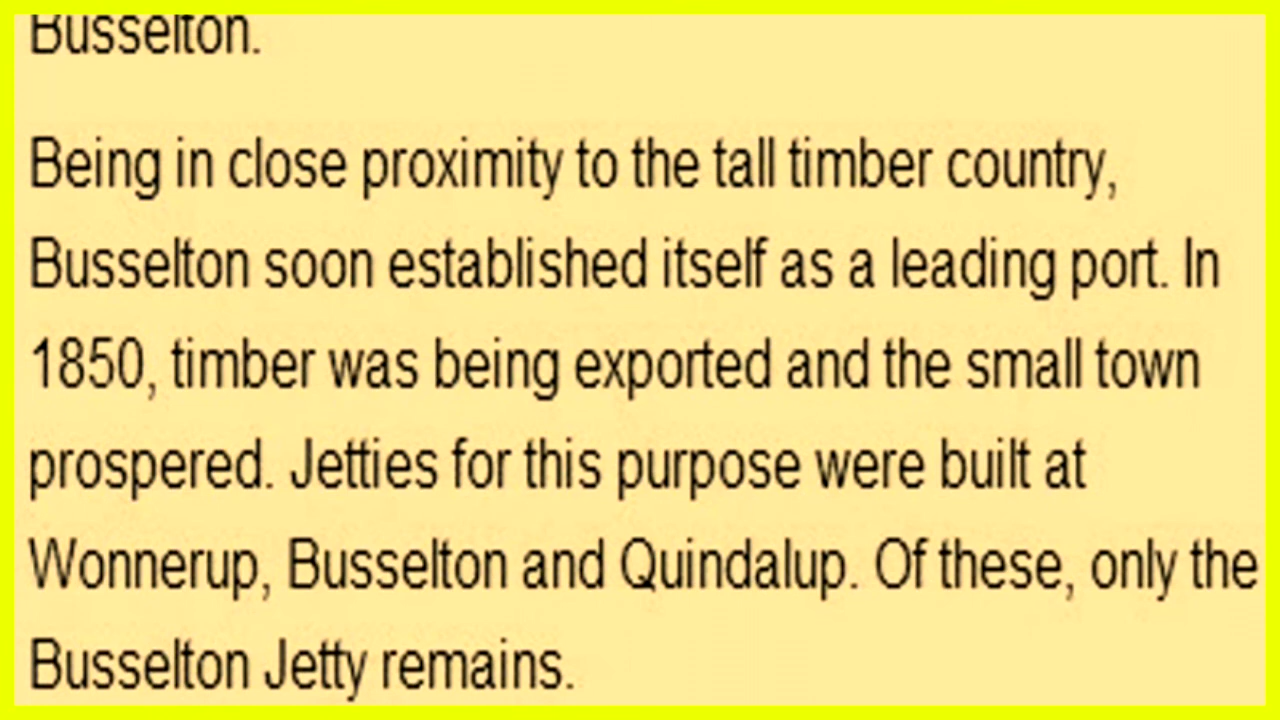 Busselton.
Being in close proximity to the tall timber country,
Busselton soon established itself as a leading port. In
1850, timber was being exported and the small town
prospered. Jetties for this purpose were built at
Wonnerup, Busselton and Quindalup. Of these, only the
Busselton Jetty remains.